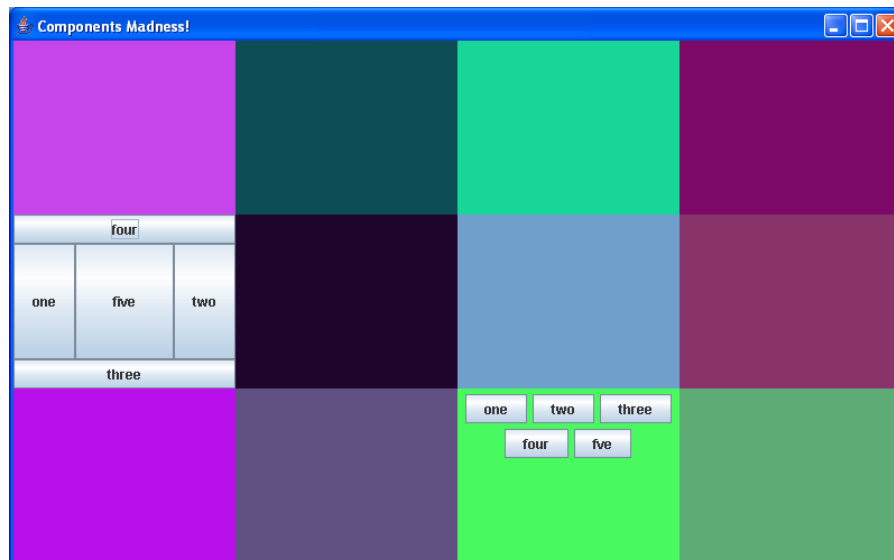 Components Madness!
four
one five two
three
one two three
four fve